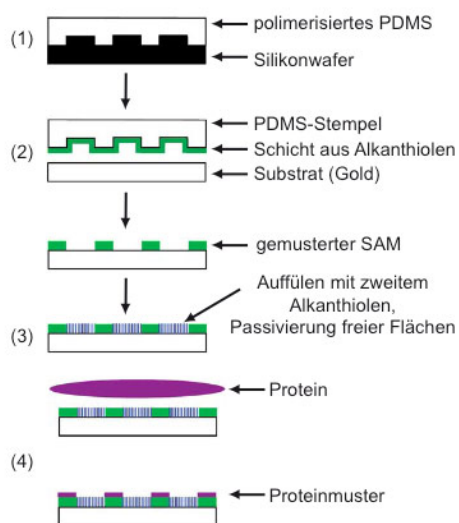 (1)
polimerisiertes PDMS
Silikonwafer
(2)
PDMS-Stempel
Schicht aus Alkanthiolen
Substrat (Gold)
gemusterter SAM
(3)
Auffülen mit zweitem
Alkanthiolen,
Passivierung freier Flächen
Protein
(4)
Proteinmuster